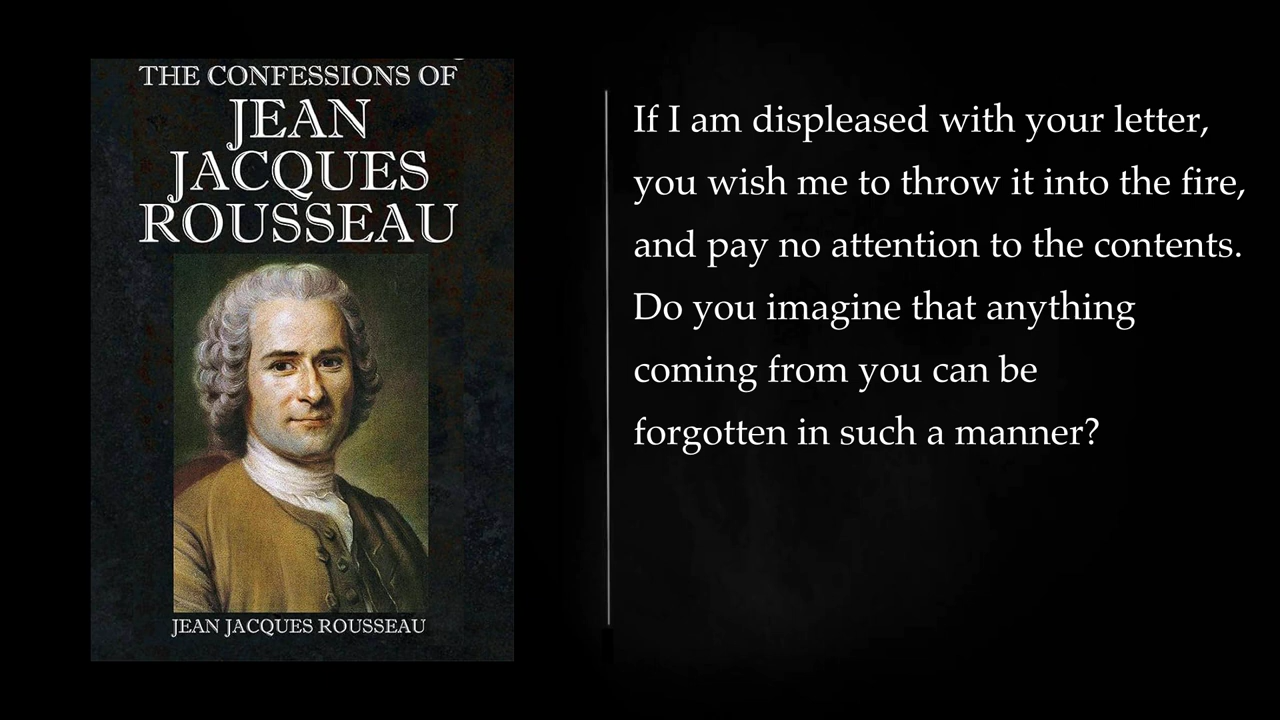 THE CONFESSIONS OF
JEAN
JACQUES
ROUSSEAU
JEAN JACQUES ROUSSEAU
If I am displeased with your letter,
you wish me to throw it into the fire,
and pay no attention to the contents.
Do you imagine that anything
coming from you can be
forgotten in such a manner?